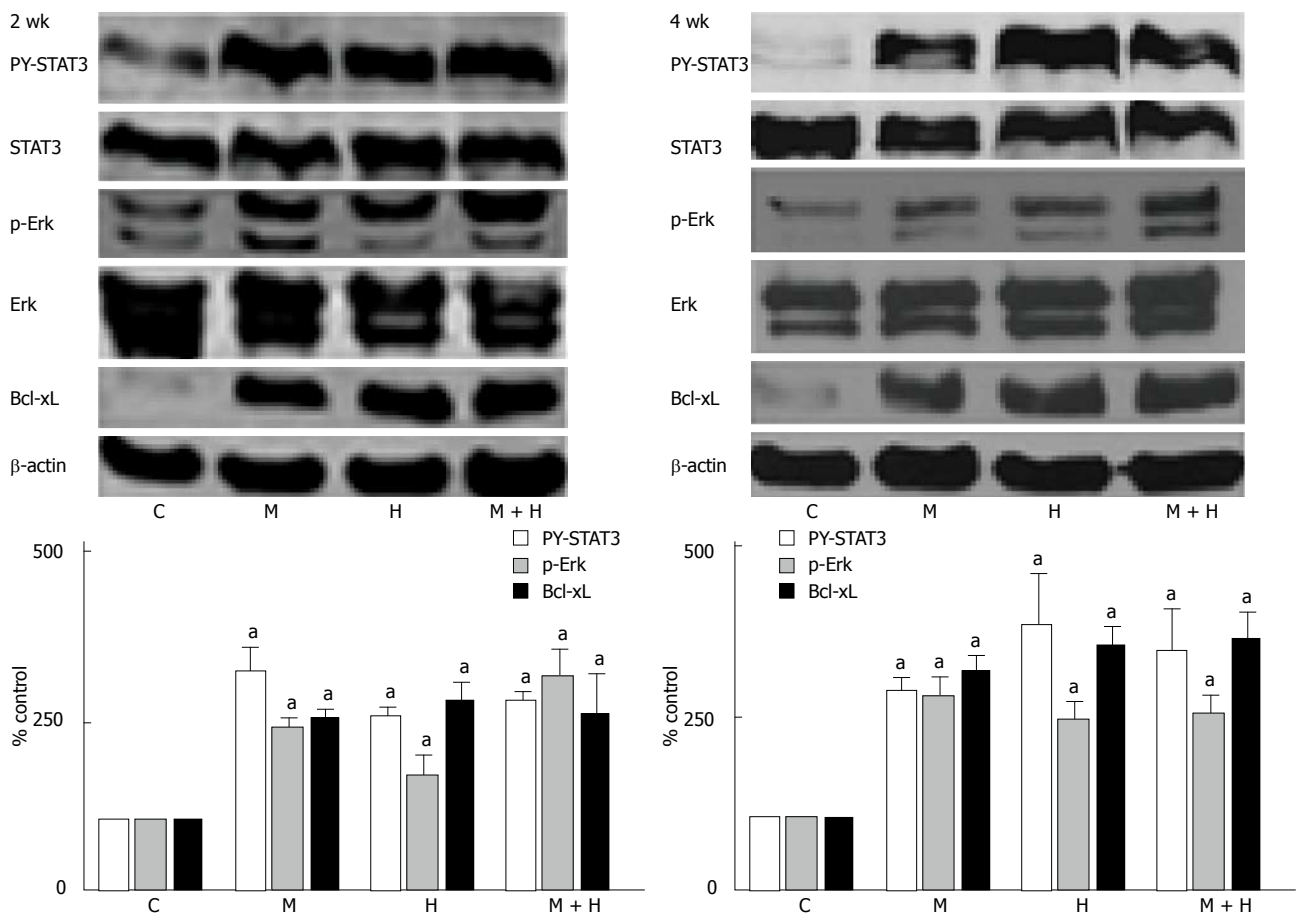 2 wk
PY-STAT3
STAT3
p-Erk
Erk
Bcl-xL
β-actin
C M H M + H
4 wk
PY-STAT3
STAT3
p-Erk
Erk
Bcl-xL
β-actin
C M H M + H
% control
500
250
0
PY-STAT3
p-Erk
Bcl-xL
a a a a a a a a a
C M H M + H
% control
500
250
0
PY-STAT3
p-Erk
Bcl-xL
a a a a a a a a a
C M H M + H